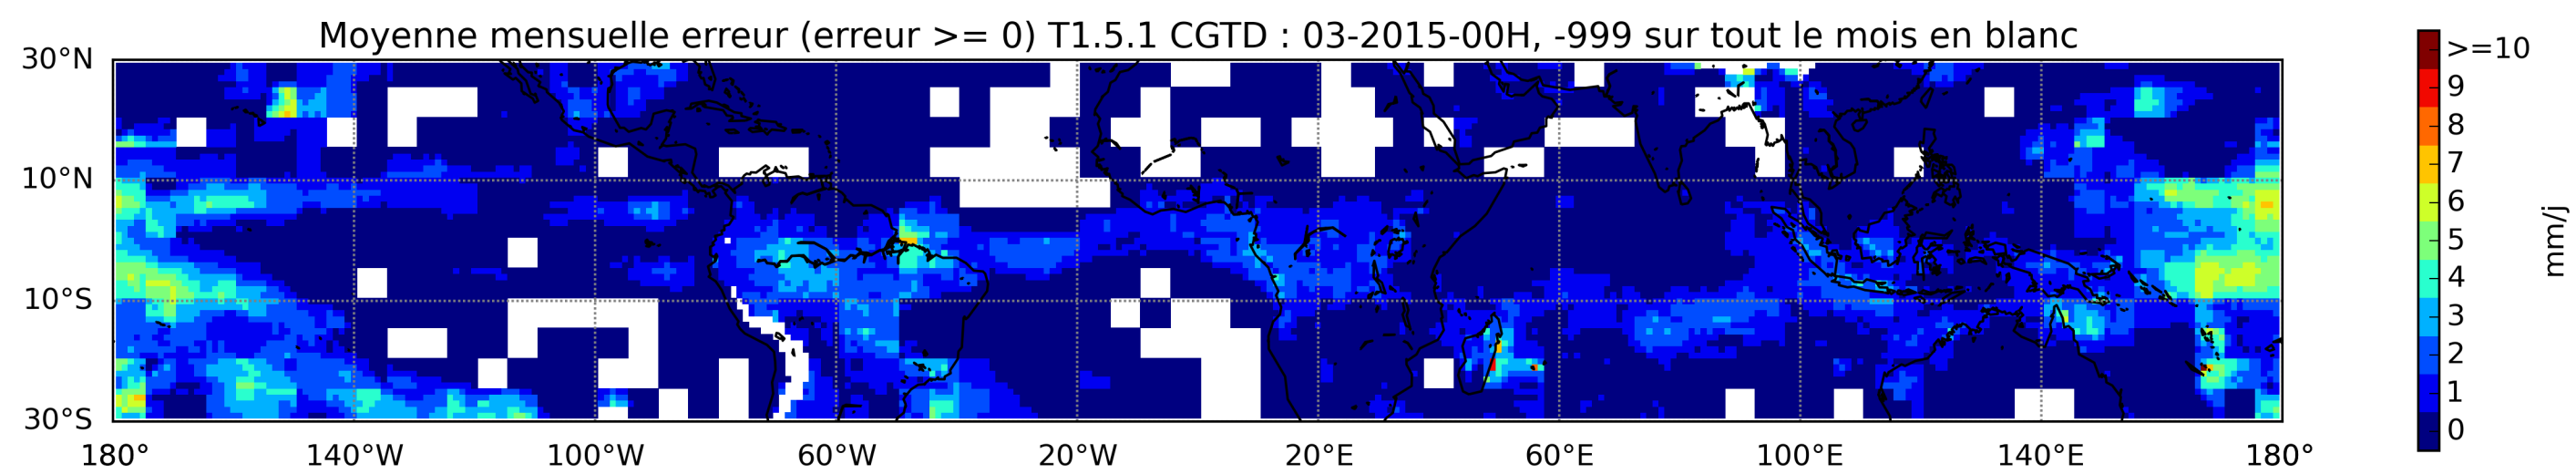 Moyenne mensuelle erreur (erreur >= 0) T1.5.1 CGTD : 03-2015-00H, -999 sur tout le mois en blanc
30°N
10°N
10°S
30°S
180° 140°W 100°W 60°W 20°W 20°E 60°E 100°E 140°E 180°
>=10
9
8
7
6
5
4
3
2
1
0
mm/j